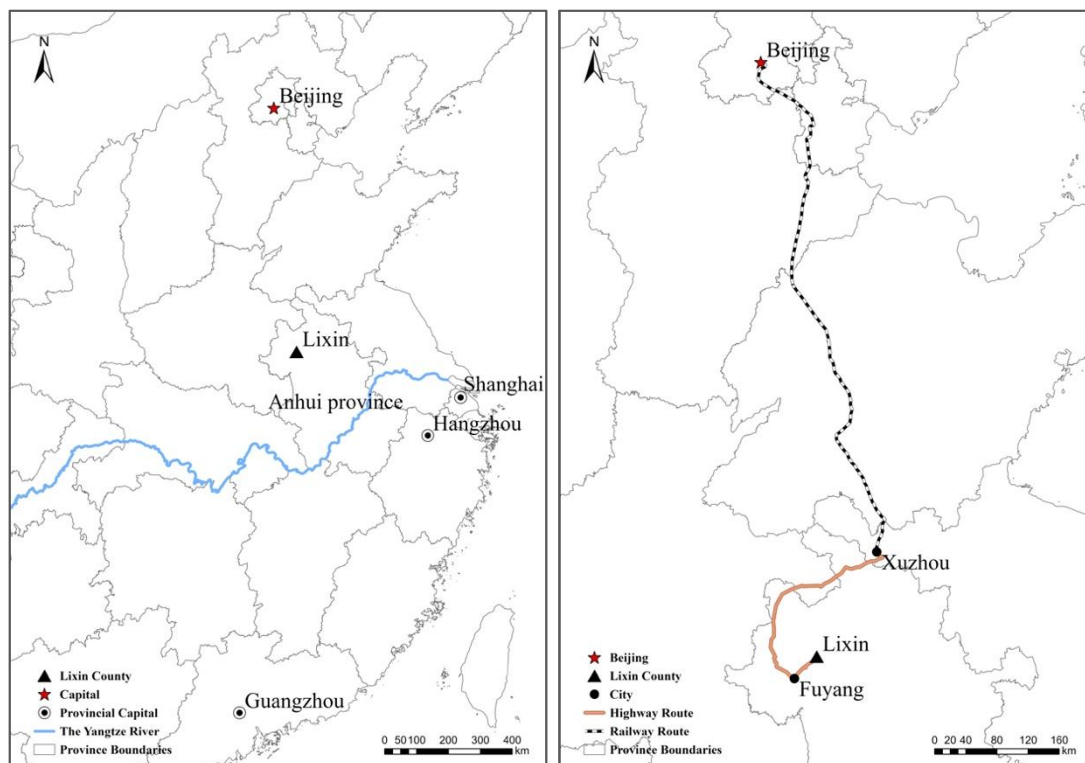 N
Beijing
Lixin
Shanghai
Anhui province
Hangzhou
Guangzhou
Lixin County
Capital
Provincial Capital
The Yangtze River
Province Boundaries
0 50 100 200 300 400
km
N
Beijing
Xuzhou
Lixin
Fuyang
Beijing
Lixin County
City
Highway Route
Railway Route
Province Boundaries
0 20 40 80 120 160
km